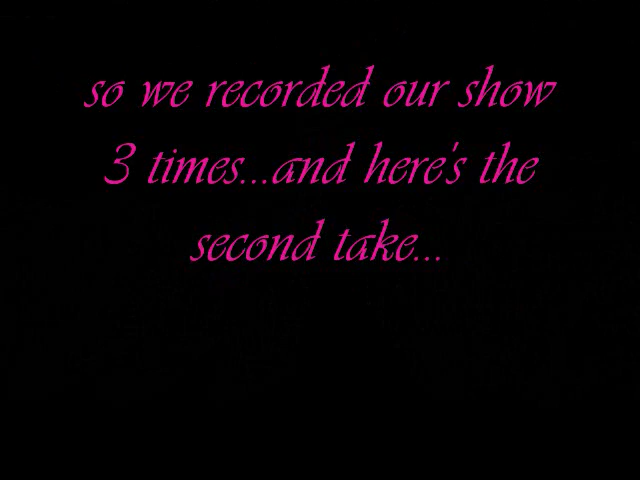 so we recorded our show
3 times...and here's the
second take...